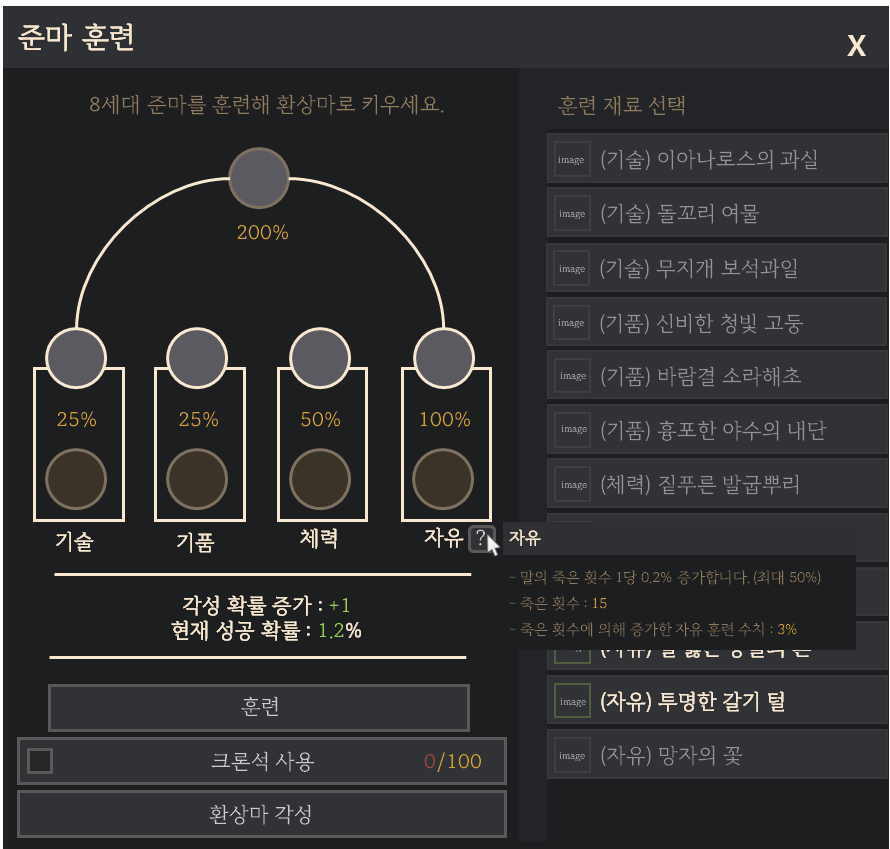 준마 훈련
X
8세대 준마를 훈련해 환상마로 키우세요.
200%
25%
25%
50%
100%
기술
기품
체력
자유
?
각성 확률 증가 : +1
현재 성공 확률 : 1.2%
훈련
크론석 사용
0/100
환상마 각성
훈련 재료 선택
image
(기술) 이아나로스의 과실
image
(기술) 돌꼬리 여물
image
(기술) 무지개 보석과일
image
(기품) 신비한 청빛 고둥
image
(기품) 바람결 소라해초
image
(기품) 흉포한 야수의 내단
image
(체력) 짙푸른 발굽뿌리
자유
- 말의 죽은 횟수 1당 0.2% 증가합니다. (최대 50%)
- 죽은 횟수 : 15
- 죽은 횟수에 의해 증가한 자유 훈련 수치 : 3%
(자유)
image
(자유) 투명한 갈기 털
image
(자유) 망자의 꽃